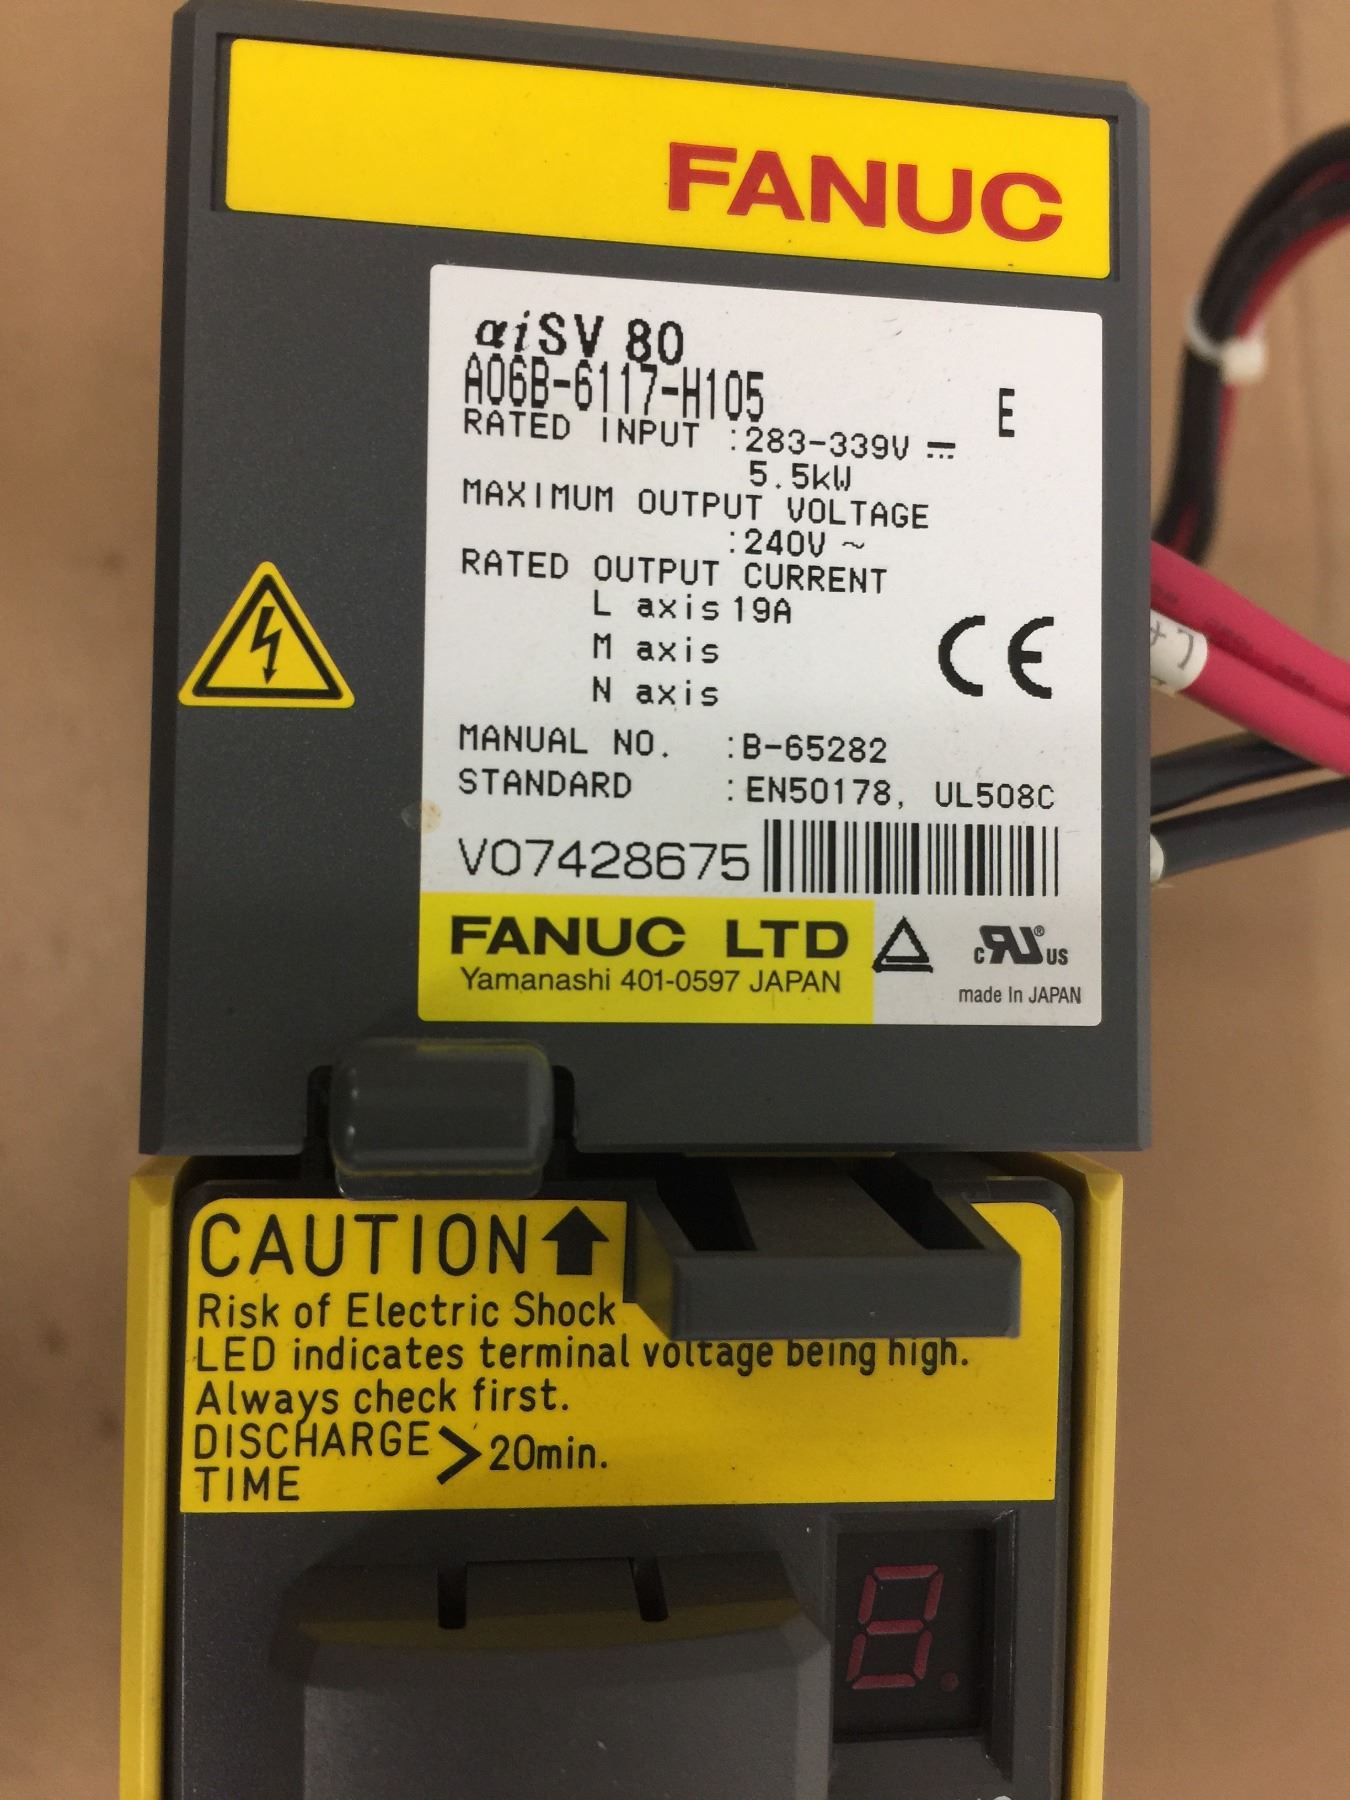 FANUC
αiSV 80
A06B-6117-H105
E
RATED INPUT :283-339V ⎓
5.5kW
MAXIMUM OUTPUT VOLTAGE
:240V ~
RATED OUTPUT CURRENT
L axis 19A
M axis
N axis
CE
MANUAL NO. :B-65282
STANDARD :EN50178, UL508C
V07428675
FANUC LTD
Yamanashi 401-0597 JAPAN
c RU ® US
made In JAPAN
CAUTION
Risk of Electric Shock
LED indicates terminal voltage being high.
Always check first.
DISCHARGE > 20min.
TIME
8.